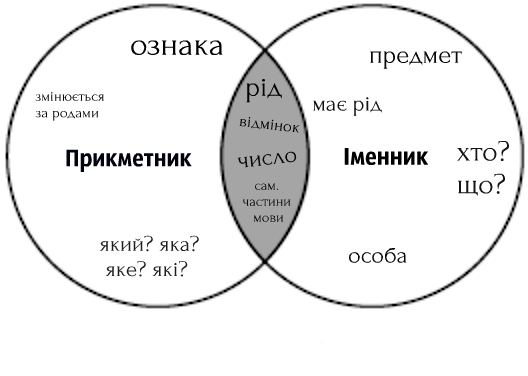 ознака
змінюється
за родами
Прикметник
який? яка?
яке? які?
рід
відмінок
число
сам.
частини
мови
предмет
має рід
Іменник
хто?
що?
особа